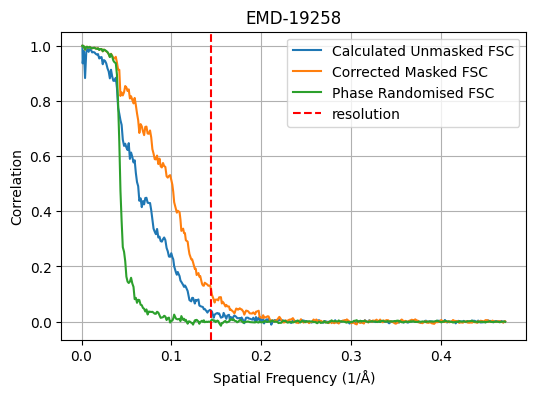 EMD-19258
Calculated Unmasked FSC
Corrected Masked FSC
Phase Randomised FSC
resolution
Correlation
1.0
0.8
0.6
0.4
0.2
0.0
0.0 0.1 0.2 0.3 0.4
Spatial Frequency (1/Å)